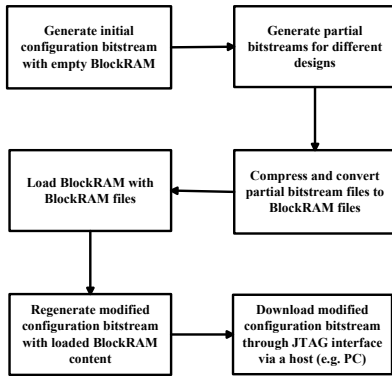 Generate initial
configuration bitstream
with empty BlockRAM
Generate partial
bitstreams for different
designs
Compress and convert
partial bitstream files to
BlockRAM files
Load BlockRAM with
BlockRAM files
Regenerate modified
configuration bitstream
with loaded BlockRAM
content
Download modified
configuration bitstream
through JTAG interface
via a host (e.g. PC)